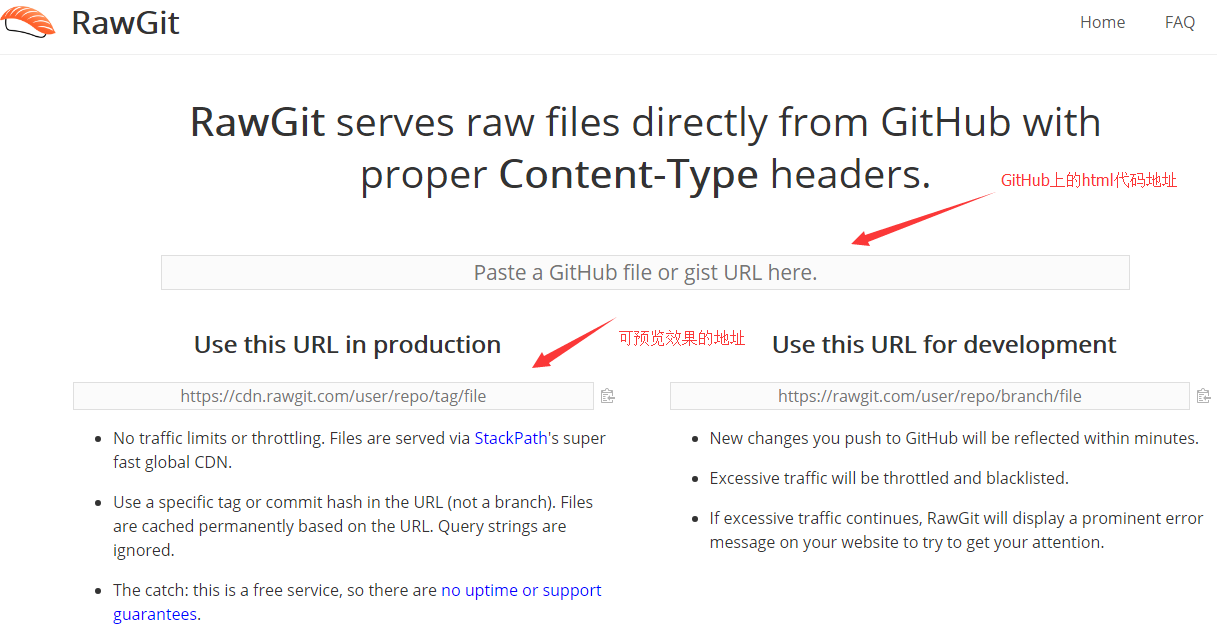 RawGit
Home FAQ
RawGit serves raw files directly from GitHub with
proper Content-Type headers.
GitHub上的html代码地址
Paste a GitHub file or gist URL here.
可预览效果的地址
Use this URL in production
https://cdn.rawgit.com/user/repo/tag/file
• No traffic limits or throttling. Files are served via StackPath's super
fast global CDN.
• Use a specific tag or commit hash in the URL (not a branch). Files
are cached permanently based on the URL. Query strings are
ignored.
• The catch: this is a free service, so there are no uptime or support
guarantees.
Use this URL for development
https://rawgit.com/user/repo/branch/file
• New changes you push to GitHub will be reflected within minutes.
• Excessive traffic will be throttled and blacklisted.
• If excessive traffic continues, RawGit will display a prominent error
message on your website to try to get your attention.